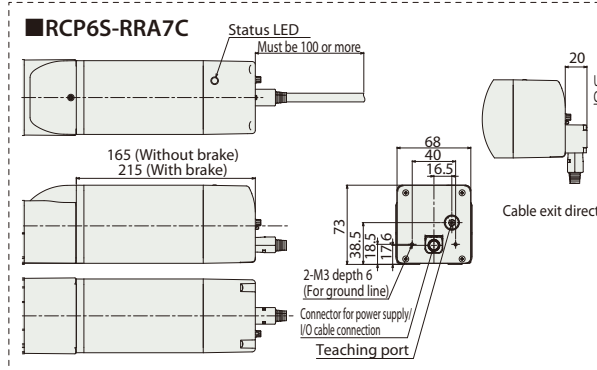 ■RCP6S-RRA7C
Status LED
Must be 100 or more
20
165 (Without brake)
215 (With brake)
68
40
16.5
73
38.5
18.5
17.6
Cable exit direct
2-M3 depth 6
(For ground line)
Connector for power supply/
I/O cable connection
Teaching port